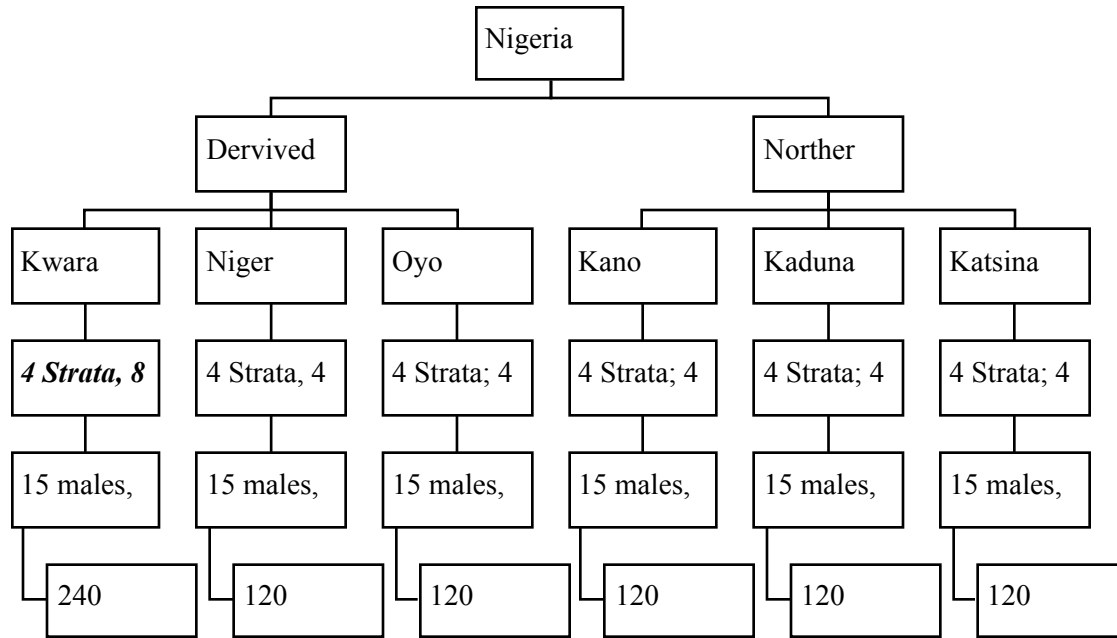 Nigeria
Dervived
Norther
Kwara
Niger
Oyo
Kano
Kaduna
Katsina
4 Strata, 8
4 Strata, 4
4 Strata; 4
4 Strata; 4
4 Strata; 4
4 Strata; 4
15 males,
15 males,
15 males,
15 males,
15 males,
15 males,
240
120
120
120
120
120